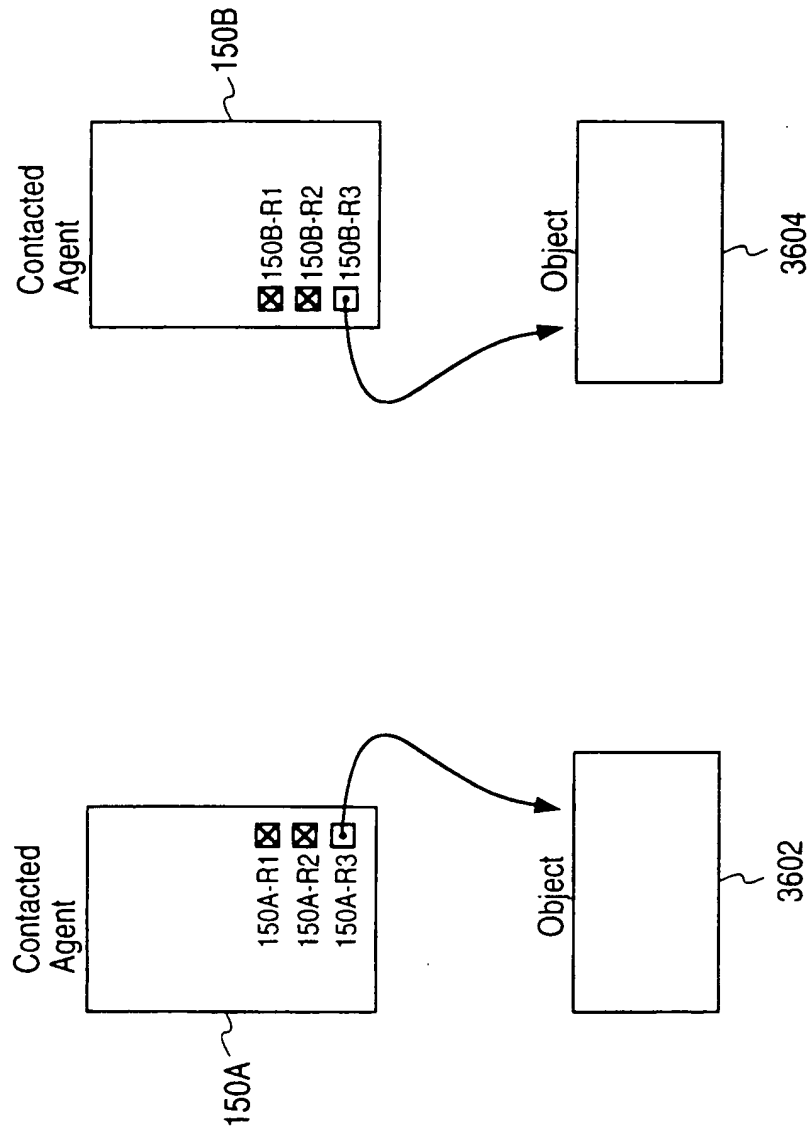 Contacted
Agent
150A
150A-R1
150A-R2
150A-R3
Object
3602
Contacted
Agent
150B
150B-R1
150B-R2
150B-R3
Object
3604